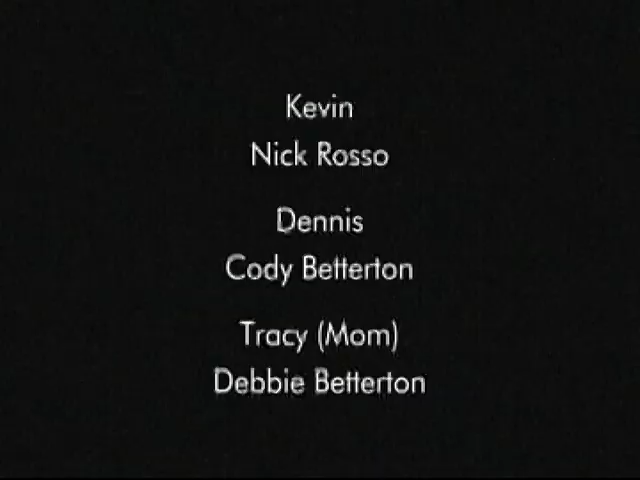 Kevin
Nick Rosso
Dennis
Cody Betterton
Tracy (Mom)
Debbie Betterton